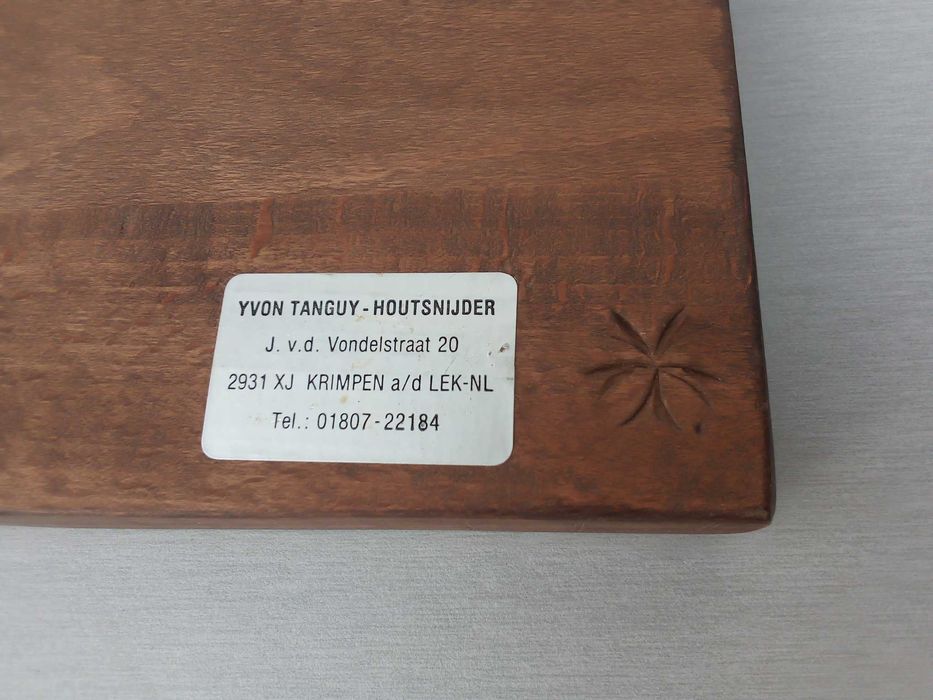 YVON TANGUY - HOUTSNIJDER
J. v.d. Vondelstraat 20
2931 XJ KRIMPEN a/d LEK-NL
Tel.: 01807-22184